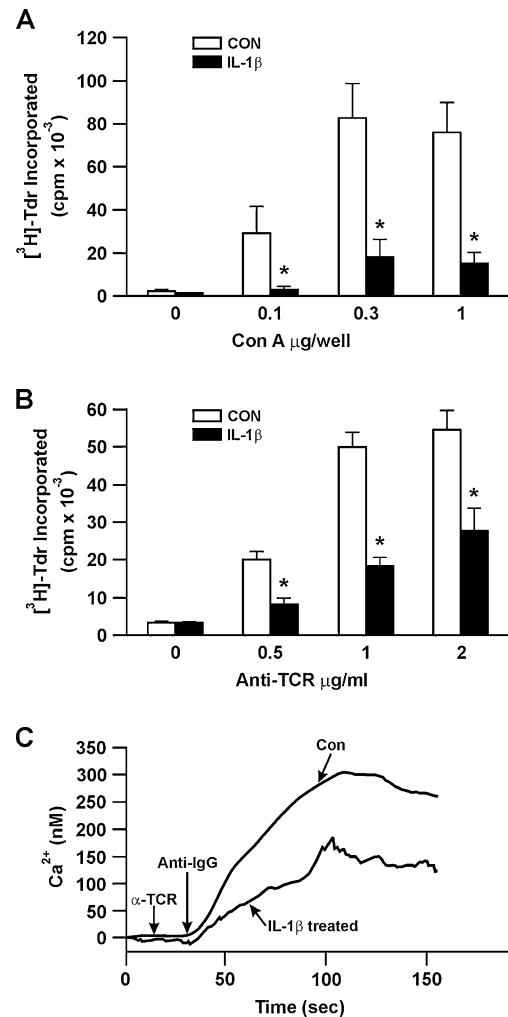 A
CON
IL-1β
[³H]-Tdr Incorporated
(cpm x 10⁻³)
120
100
80
60
40
20
0
*
*
*
0
0.1
0.3
1
Con A μg/well
B
CON
IL-1β
[³H]-Tdr Incorporated
(cpm x 10⁻³)
60
50
40
30
20
10
0
*
*
*
0
0.5
1
2
Anti-TCR μg/ml
C
Ca²⁺ (nM)
350
300
250
200
150
100
50
0
Con
Anti-IgG
α-TCR
IL-1β treated
0
50
100
150
Time (sec)